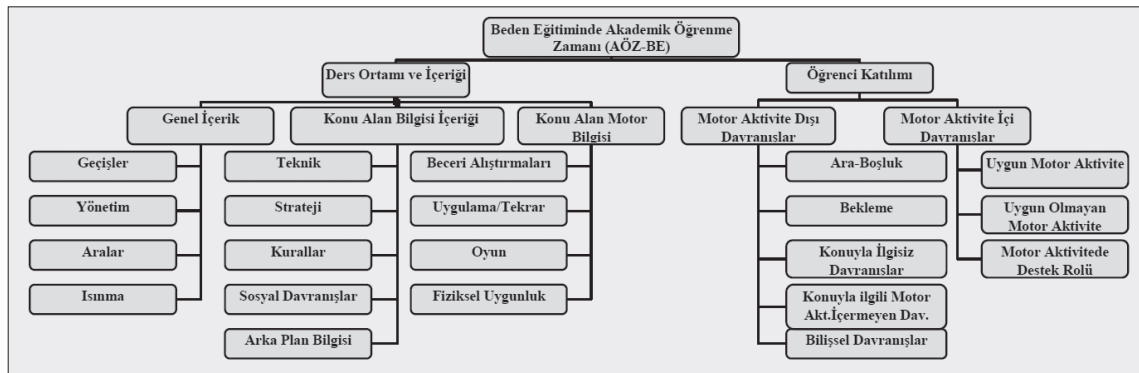 Beden Eğitiminde Akademik Öğrenme
Zamanı (AÖZ-BE)
Ders Ortamı ve İçeriği
Öğrenci Katılımı
Genel İçerik
Konu Alan Bilgisi İçeriği
Konu Alan Motor
Bilgisi
Motor Aktivite Dışı
Davranışlar
Motor Aktivite İçi
Davranışlar
Geçişler
Yönetim
Aralar
Isınma
Teknik
Strateji
Kurallar
Sosyal Davranışlar
Arka Plan Bilgisi
Beceri Alıştırmaları
Uygulama/Tekrar
Oyun
Fiziksel Uygunluk
Ara-Boşluk
Bekleme
Konuyla İlgisiz
Davranışlar
Konuyla ilgili Motor
Akt.İçermeyen Dav.
Bilişsel Davranışlar
Uygun Motor Aktivite
Uygun Olmayan
Motor Aktivite
Motor Aktivitede
Destek Rolü